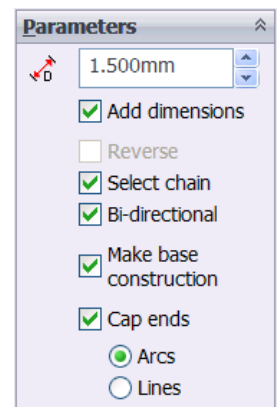 Parameters
D
1.500mm
Add dimensions
Reverse
Select chain
Bi-directional
Make base
construction
Cap ends
Arcs
Lines